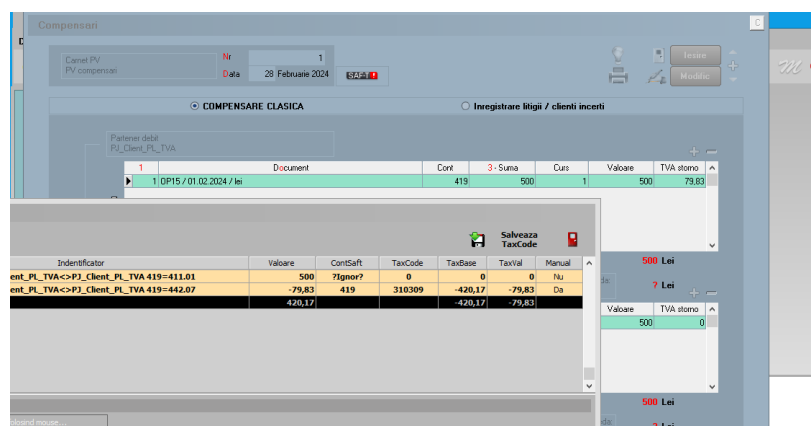 Compensari
C
Carnet PV
PV compensari
Nr 1
Data 28 Februarie 2024 SAFT !
Iesire
Modific
COMPENSARE CLASICA Inregistrare litigii / clienti incerti
Partener debit
PJ_Client_PL_TVA
1 Document Cont 3 - Suma Curs Valoare TVA storno
1 OP15 / 01.02.2024 / lei 419 500 1 500 79,83
Salveaza
TaxCode
Indentificator Valoare ContSaft TaxCode TaxBase TaxVal Manual
ent_PL_TVA<>PJ_Client_PL_TVA 419=411.01 500 ?Ignor? 0 0 0 Nu
ent_PL_TVA<>PJ_Client_PL_TVA 419=442.07 -79,83 419 310309 -420,17 -79,83 Da
420,17 -420,17 -79,83
500 Lei
da: ? Lei
Valoare TVA storno
500 0
500 Lei
da: ? Lei